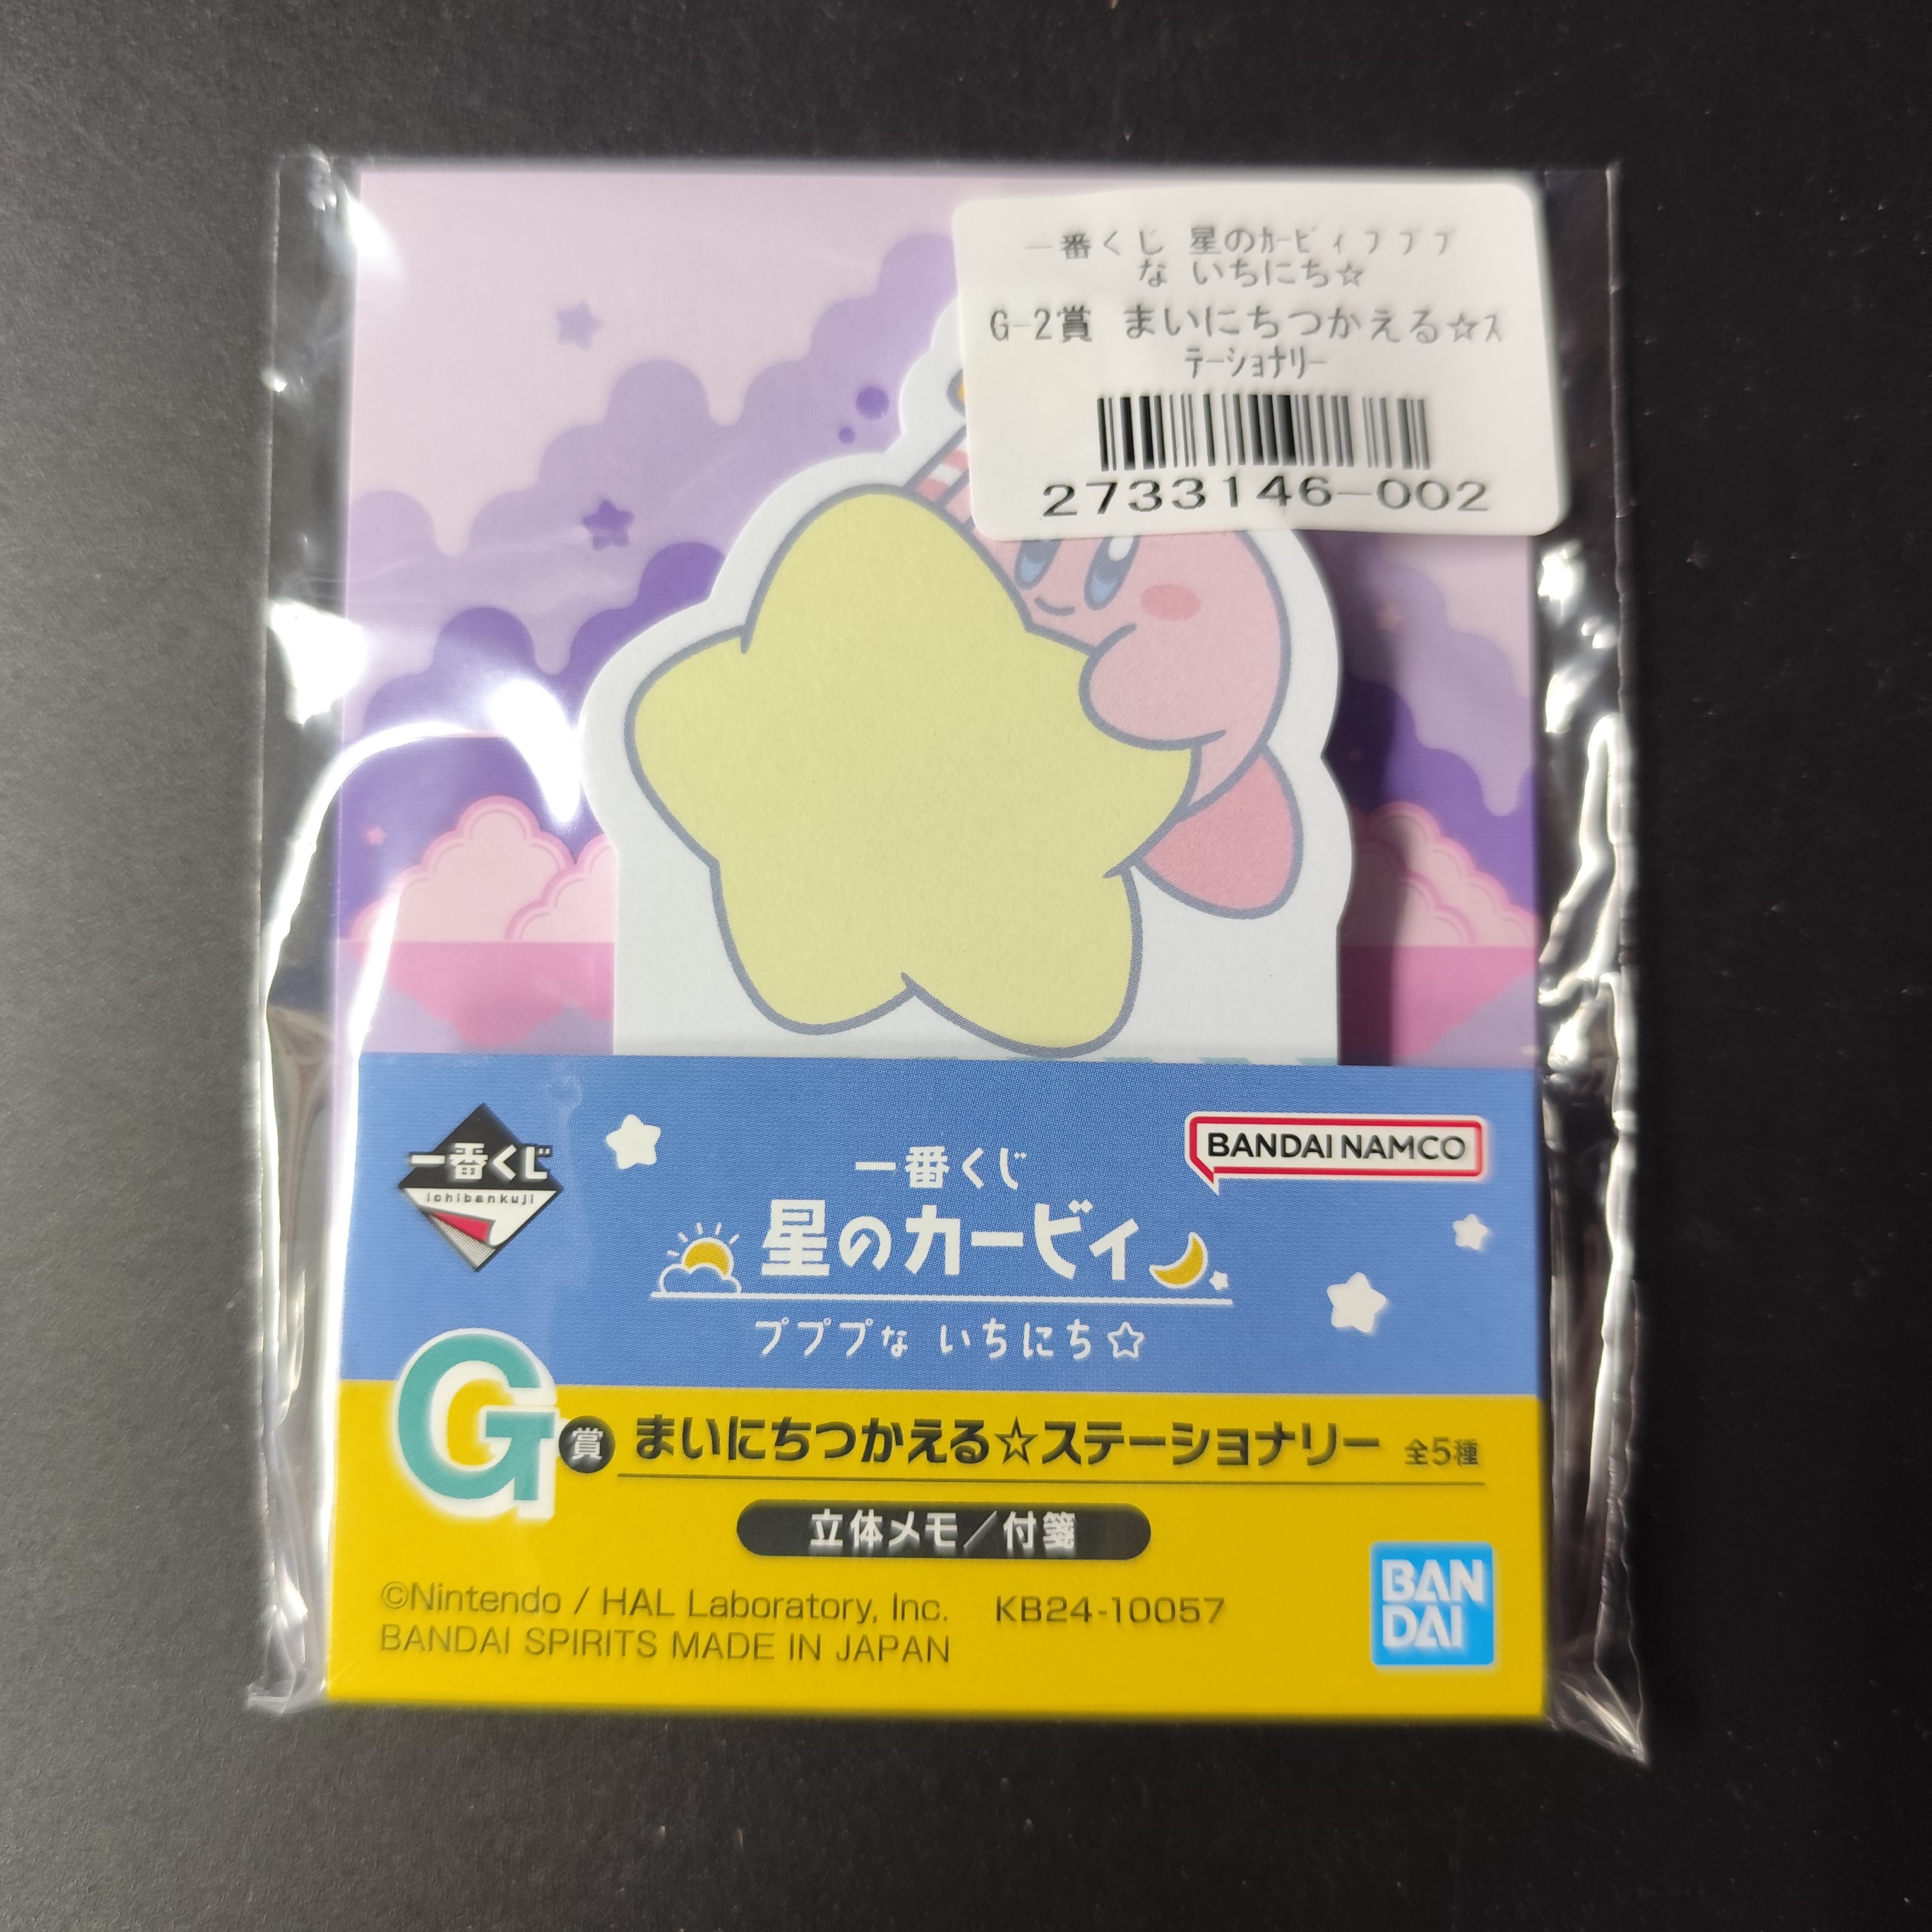 一番くじ 星のｶｰﾋﾞィプププ
な いちにち☆
G-2賞 まいにちつかえる☆ｽ
ﾃｰｼｮﾅﾘｰ
2733146-002
一番くじ
ichibankuji
BANDAI NAMCO
一番くじ
星のカービィ
プププな いちにち☆
G賞 まいにちつかえる☆ステーショナリー 全5種
立体メモ／付箋
©Nintendo / HAL Laboratory, Inc. KB24-10057
BANDAI SPIRITS MADE IN JAPAN
BAN
DAI